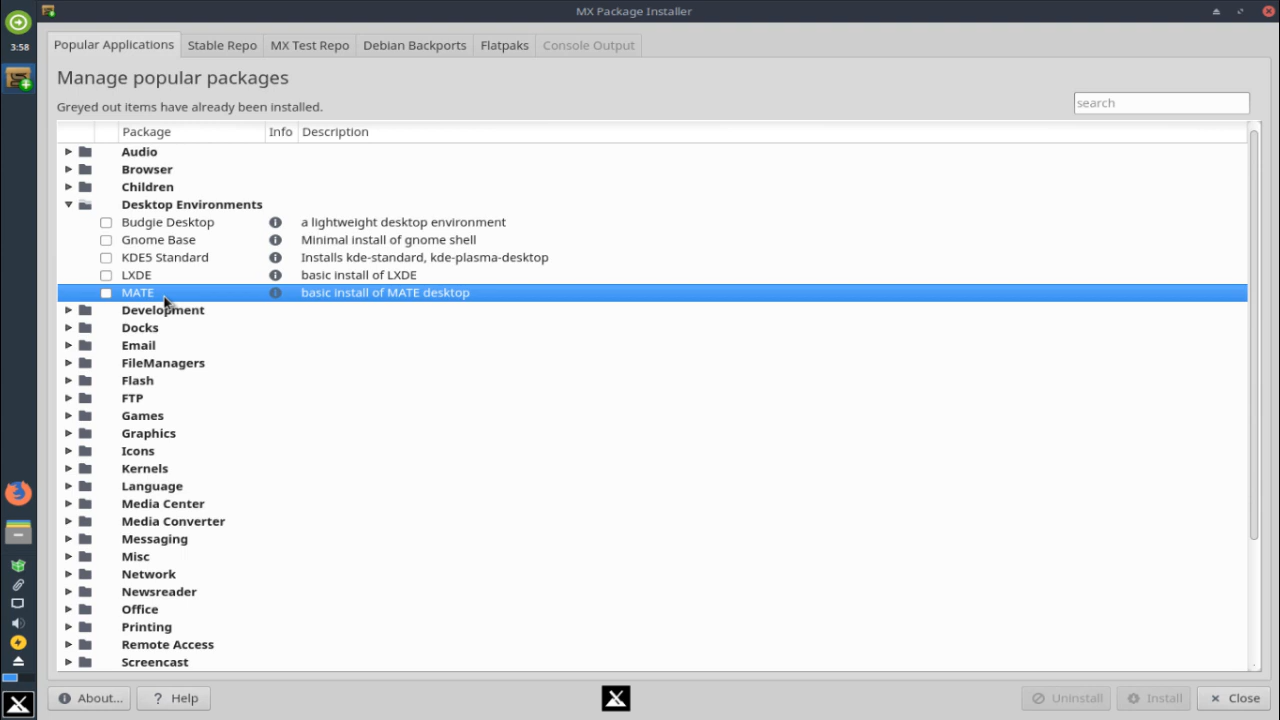 MX Package Installer
3:58
Popular Applications Stable Repo MX Test Repo Debian Backports Flatpaks Console Output
Manage popular packages
Greyed out items have already been installed.
search
Package Info Description
Audio
Browser
Children
Desktop Environments
Budgie Desktop a lightweight desktop environment
Gnome Base Minimal install of gnome shell
KDE5 Standard Installs kde-standard, kde-plasma-desktop
LXDE basic install of LXDE
MATE basic install of MATE desktop
Development
Docks
Email
FileManagers
Flash
FTP
Games
Graphics
Icons
Kernels
Language
Media Center
Media Converter
Messaging
Misc
Network
Newsreader
Office
Printing
Remote Access
Screencast
About... ? Help Uninstall Install Close